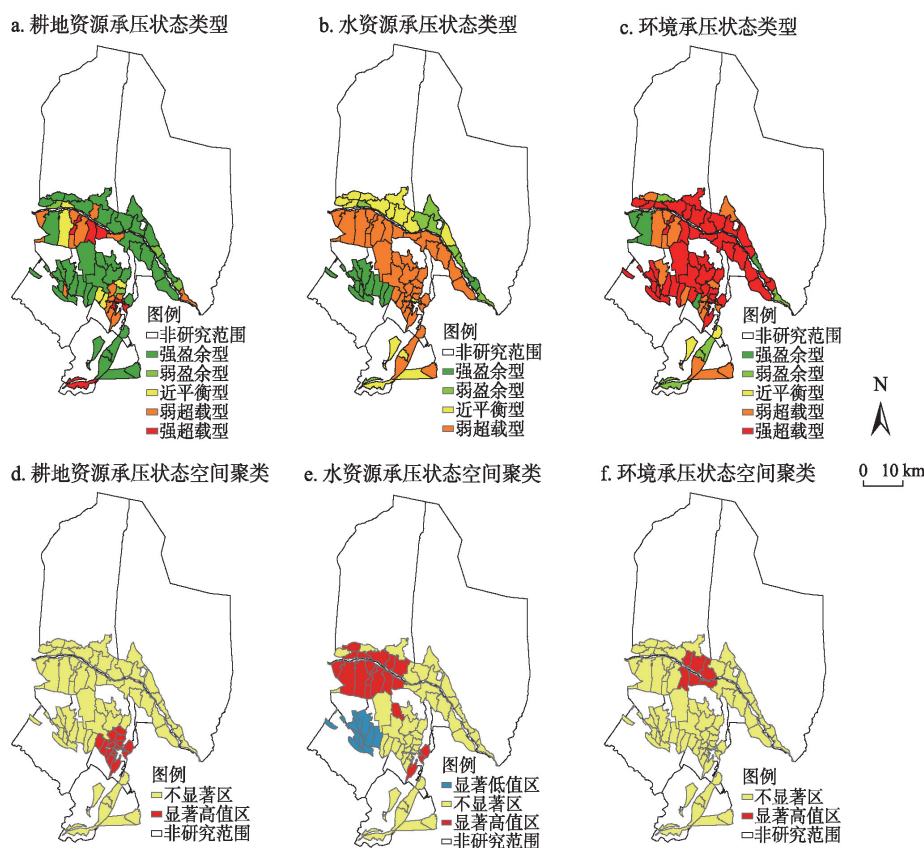 a. 耕地资源承压状态类型
b. 水资源承压状态类型
c. 环境承压状态类型
图例
非研究范围
强盈余型
弱盈余型
近平衡型
弱超载型
强超载型
图例
非研究范围
强盈余型
弱盈余型
近平衡型
弱超载型
图例
非研究范围
强盈余型
弱盈余型
近平衡型
弱超载型
强超载型
N
0 10 km
d. 耕地资源承压状态空间聚类
e. 水资源承压状态空间聚类
f. 环境承压状态空间聚类
图例
不显著区
显著高值区
非研究范围
图例
显著低值区
不显著区
显著高值区
非研究范围
图例
不显著区
显著高值区
非研究范围